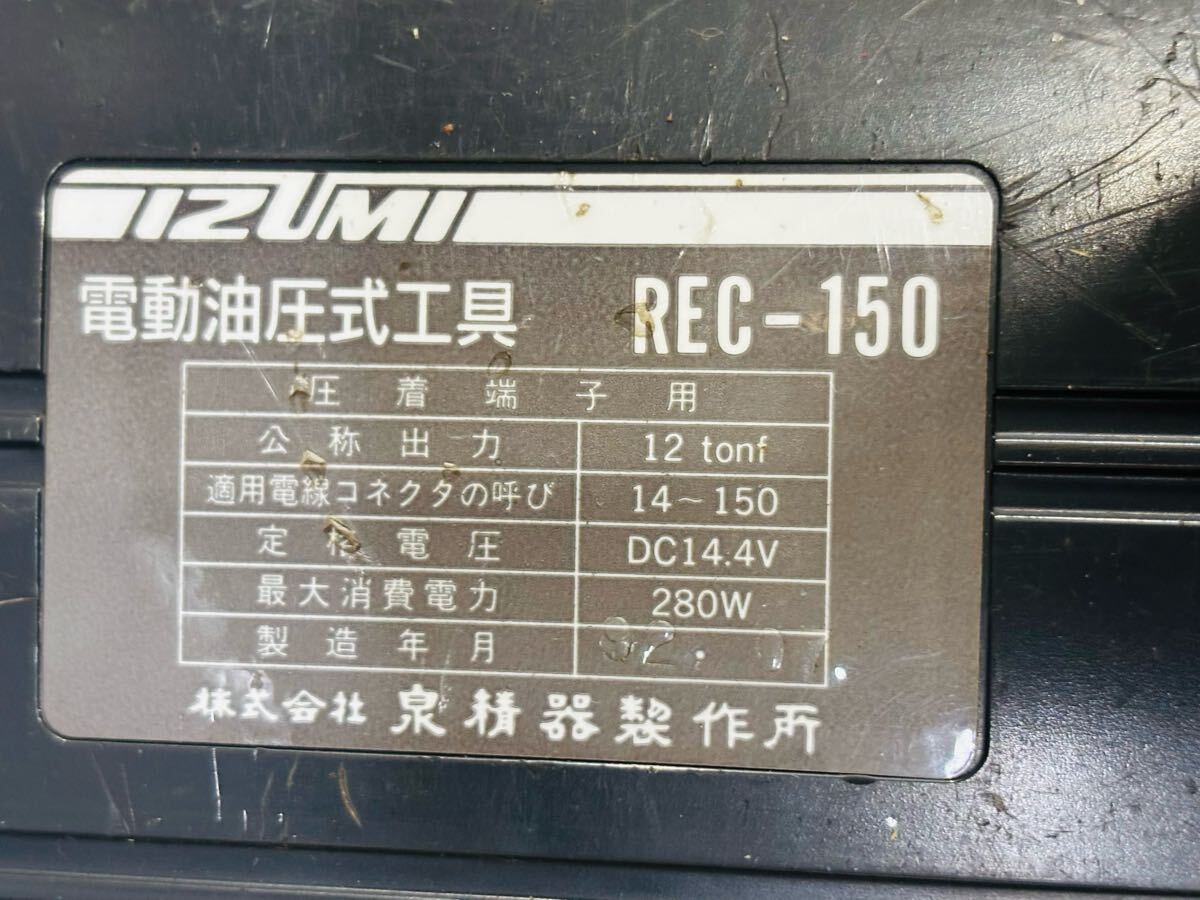 IZUMI
電動油圧式工具 REC-150
圧着端子用
公称出力 12 tonf
適用電線コネクタの呼び 14~150
定格電圧 DC14.4V
最大消費電力 280W
製造年月
株式会社 泉精器製作所